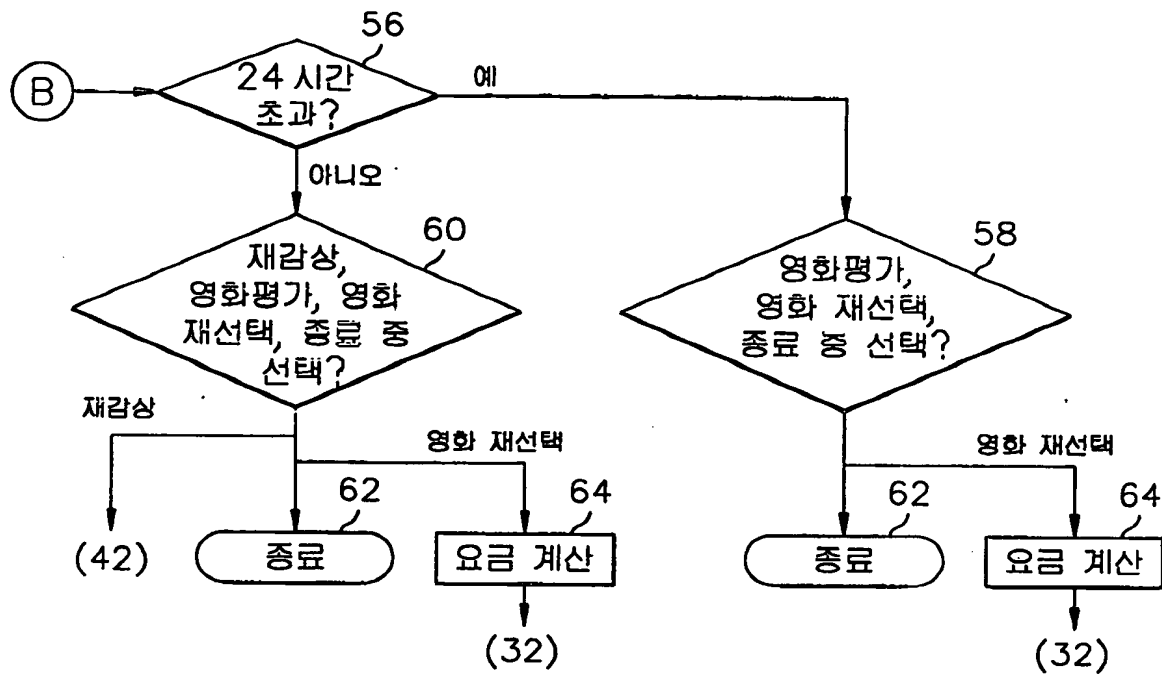 56
B
24 시간
초과?
예
아니오
60
재감상,
영화평가, 영화
재선택, 종료 중
선택?
58
영화평가,
영화 재선택,
종료 중 선택?
재감상
영화 재선택
영화 재선택
(42)
62
종료
64
요금 계산
(32)
62
종료
64
요금 계산
(32)